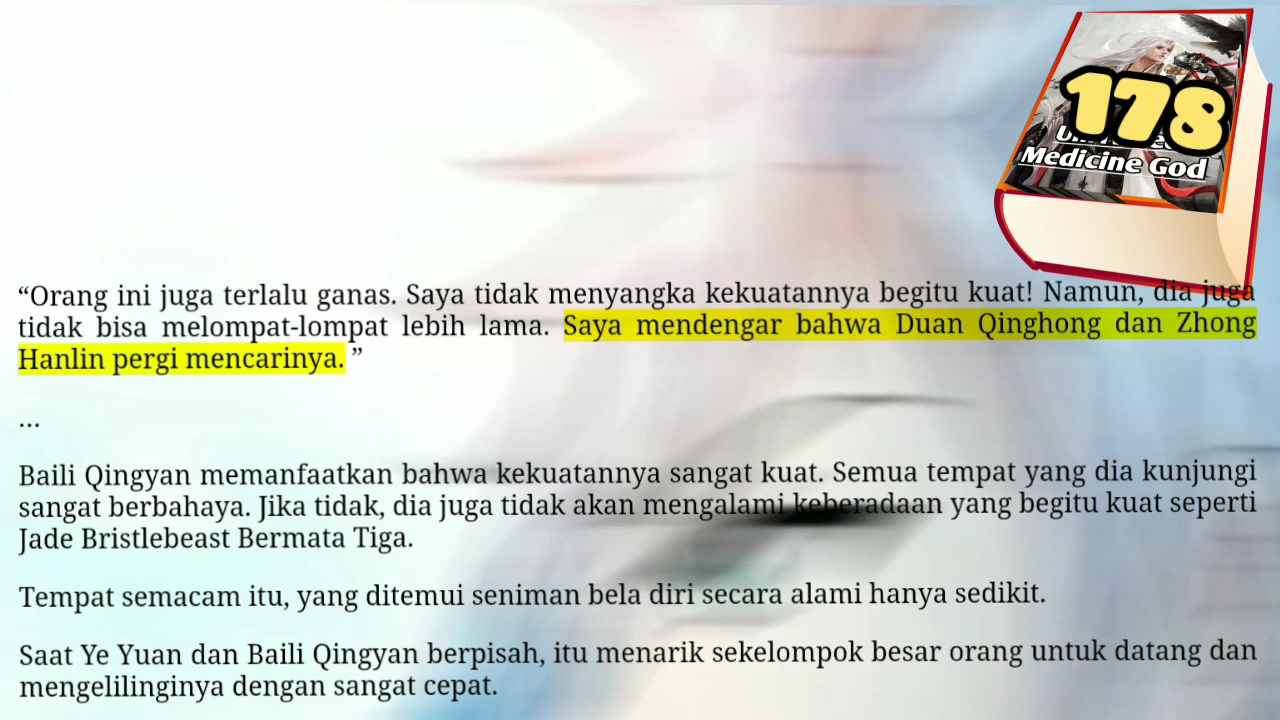 178
Medicine God
“Orang ini juga terlalu ganas. Saya tidak menyangka kekuatannya begitu kuat! Namun, dia juga
tidak bisa melompat-lompat lebih lama. Saya mendengar bahwa Duan Qinghong dan Zhong
Hanlin pergi mencarinya. ”
...
Baili Qingyan memanfaatkan bahwa kekuatannya sangat kuat. Semua tempat yang dia kunjungi
sangat berbahaya. Jika tidak, dia juga tidak akan mengalami keberadaan yang begitu kuat seperti
Jade Bristlebeast Bermata Tiga.
Tempat semacam itu, yang ditemui seniman bela diri secara alami hanya sedikit.
Saat Ye Yuan dan Baili Qingyan berpisah, itu menarik sekelompok besar orang untuk datang dan
mengelilinginya dengan sangat cepat.